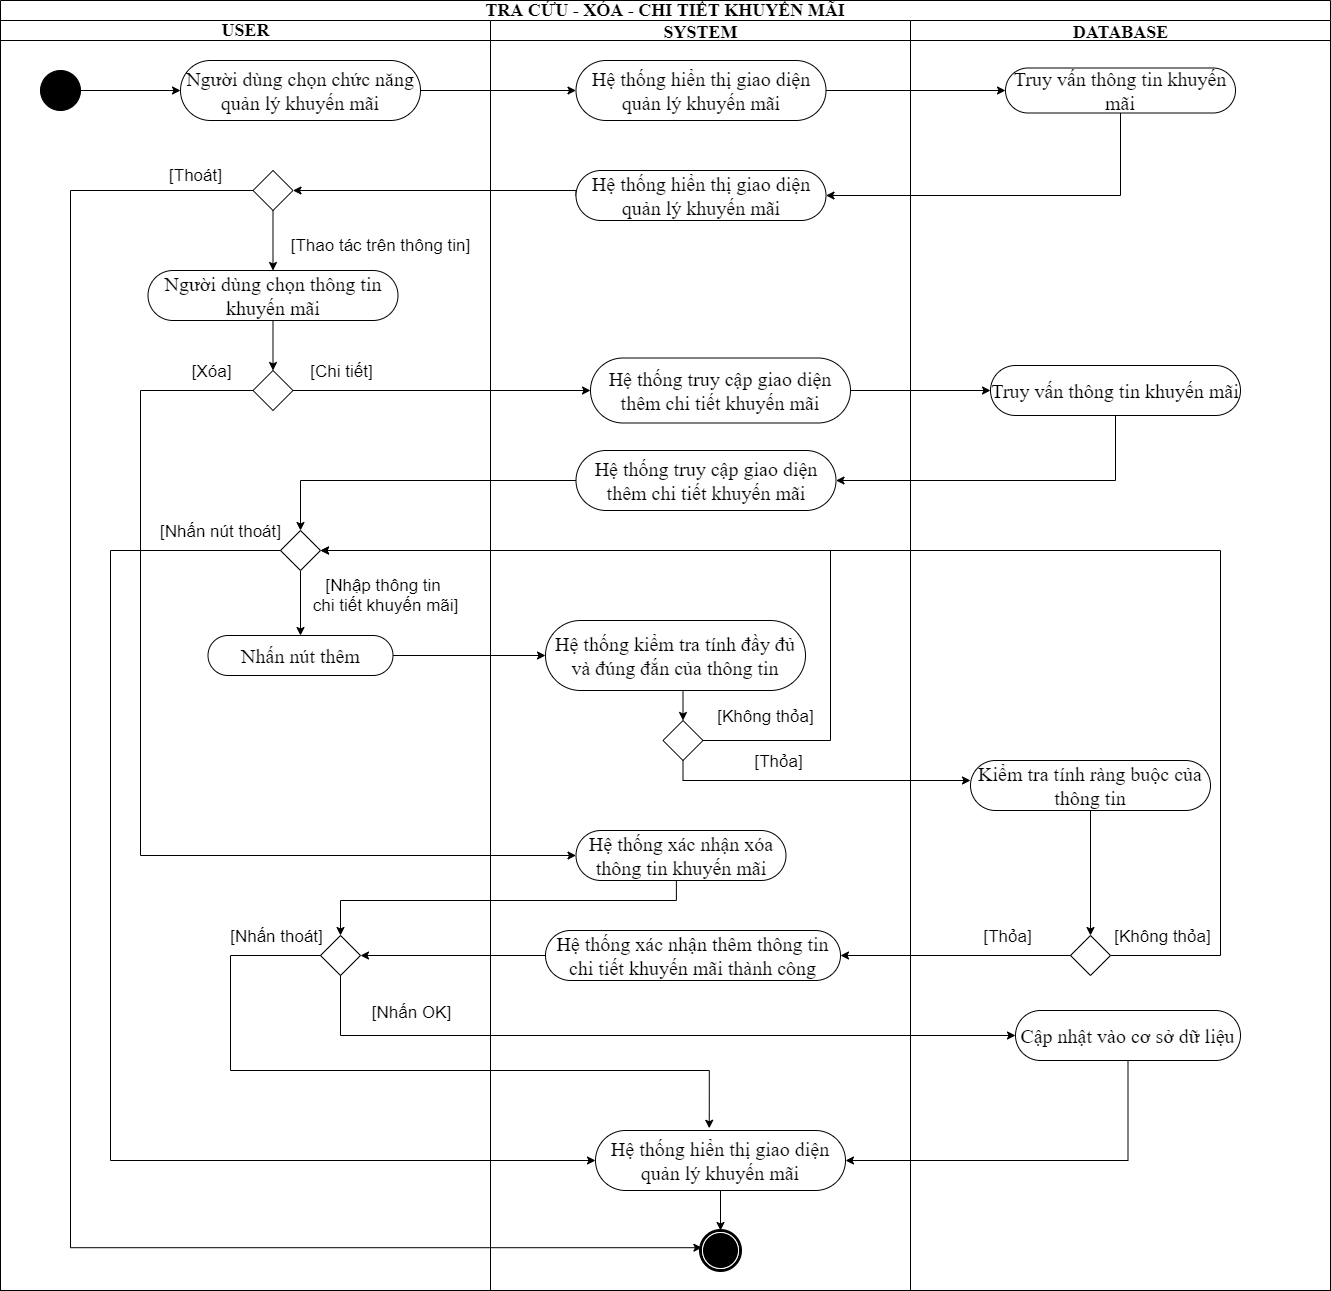 TRA CỨU - XÓA - CHI TIẾT KHUYẾN MÃI
USER
SYSTEM
DATABASE
Người dùng chọn chức năng
quản lý khuyến mãi
Hệ thống hiển thị giao diện
quản lý khuyến mãi
Truy vấn thông tin khuyến
mãi
[Thoát]
Hệ thống hiển thị giao diện
quản lý khuyến mãi
[Thao tác trên thông tin]
Người dùng chọn thông tin
khuyến mãi
[Xóa]
[Chi tiết]
Hệ thống truy cập giao diện
thêm chi tiết khuyến mãi
Truy vấn thông tin khuyến mãi
Hệ thống truy cập giao diện
thêm chi tiết khuyến mãi
[Nhấn nút thoát]
[Nhập thông tin
chi tiết khuyến mãi]
Nhấn nút thêm
Hệ thống kiểm tra tính đầy đủ
và đúng đắn của thông tin
[Không thỏa]
[Thỏa]
Kiểm tra tính ràng buộc của
thông tin
Hệ thống xác nhận xóa
thông tin khuyến mãi
[Nhấn thoát]
Hệ thống xác nhận thêm thông tin
chi tiết khuyến mãi thành công
[Thỏa]
[Không thỏa]
[Nhấn OK]
Cập nhật vào cơ sở dữ liệu
Hệ thống hiển thị giao diện
quản lý khuyến mãi